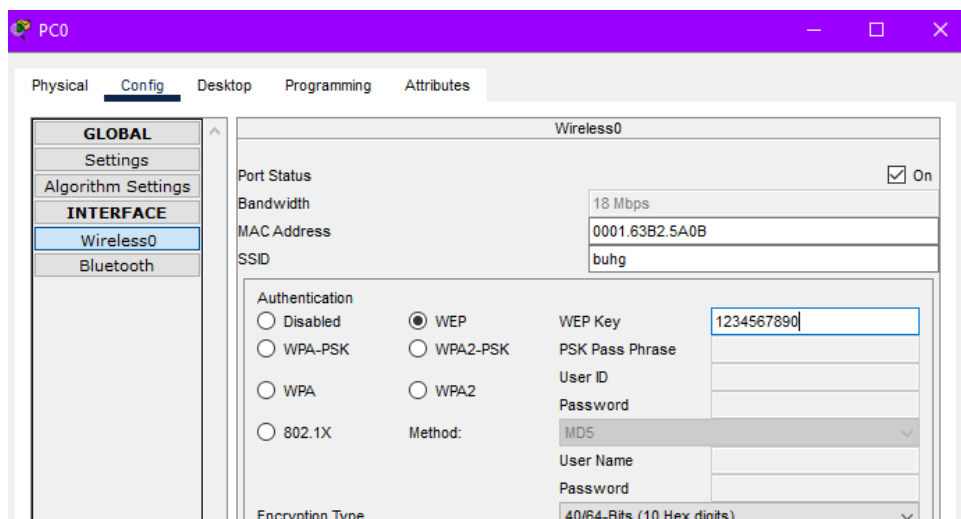 PC0
Physical Config Desktop Programming Attributes
GLOBAL
Settings
Algorithm Settings
INTERFACE
Wireless0
Bluetooth
Wireless0
Port Status On
Bandwidth 18 Mbps
MAC Address 0001.63B2.5A0B
SSID buhg
Authentication
Disabled WEP WEP Key 1234567890
WPA-PSK WPA2-PSK PSK Pass Phrase
User ID
WPA WPA2
Password
802.1X Method: MD5
User Name
Password
Encryption Type 40/64-Bits (10 Hex digits)